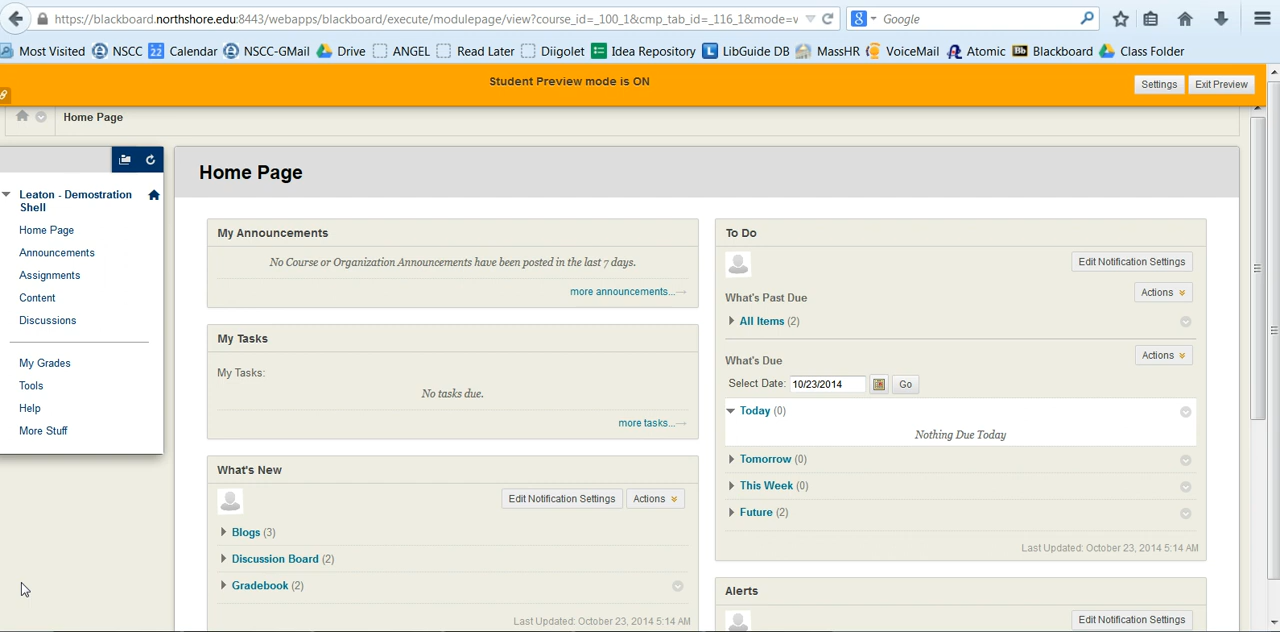 https://blackboard.northshore.edu:8443/webapps/blackboard/execute/modulepage/view?course_id=_100_1&cmp_tab_id=_116_1&mode=v
Google
Most Visited NSCC Calendar NSCC-GMail Drive ANGEL Read Later Diigolet Idea Repository LibGuide DB MassHR VoiceMail Atomic Blackboard Class Folder
Student Preview mode is ON
Settings
Exit Preview
Home Page
Leaton - Demostration Shell
Home Page
Announcements
Assignments
Content
Discussions
My Grades
Tools
Help
More Stuff
Home Page
My Announcements
No Course or Organization Announcements have been posted in the last 7 days.
more announcements...→
My Tasks
My Tasks:
No tasks due.
more tasks...→
What's New
Edit Notification Settings
Actions
Blogs (3)
Discussion Board (2)
Gradebook (2)
Last Updated: October 23, 2014 5:14 AM
To Do
Edit Notification Settings
What's Past Due
Actions
All Items (2)
What's Due
Actions
Select Date: 10/23/2014 Go
Today (0)
Nothing Due Today
Tomorrow (0)
This Week (0)
Future (2)
Last Updated: October 23, 2014 5:14 AM
Alerts
Edit Notification Settings